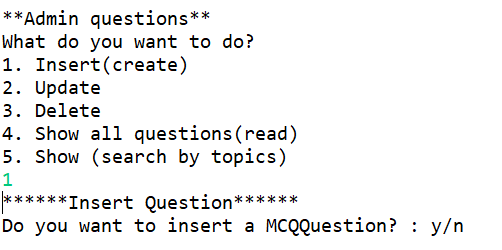 **Admin questions**
What do you want to do?
1. Insert(create)
2. Update
3. Delete
4. Show all questions(read)
5. Show (search by topics)
1
******Insert Question******
Do you want to insert a MCQQuestion? : y/n